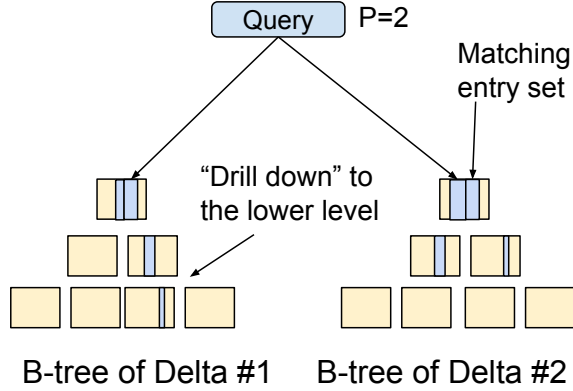 Query P=2
Matching
entry set
“Drill down” to
the lower level
B-tree of Delta #1 B-tree of Delta #2